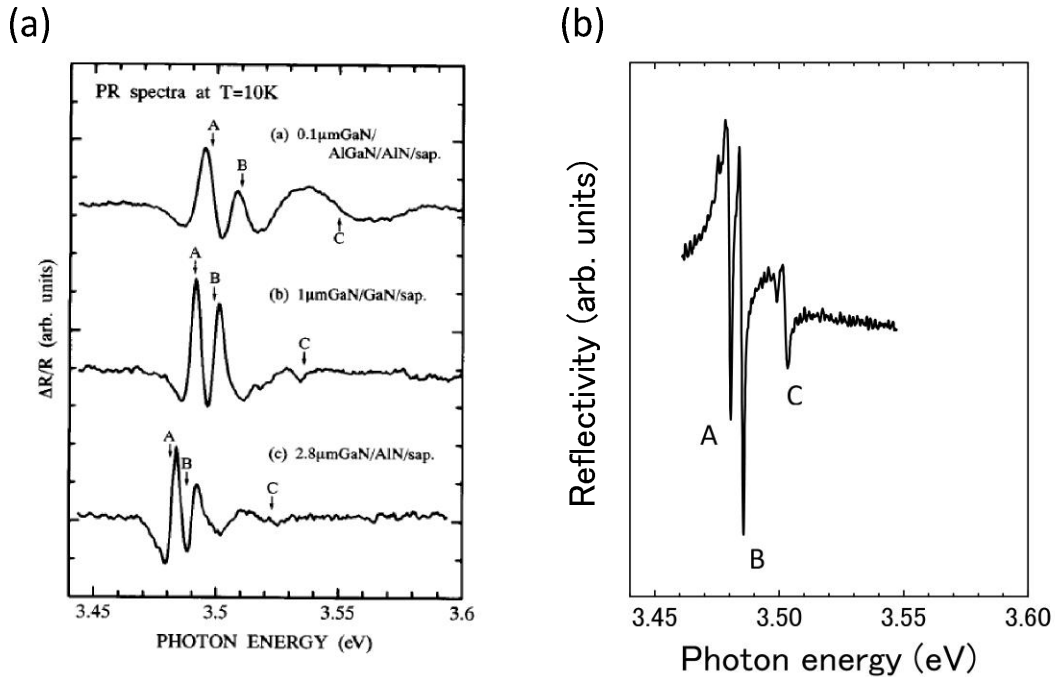 (a)
PR spectra at T=10K
A
(a) 0.1μmGaN/
AlGaN/AlN/sap.
B
C
A
B
(b) 1μmGaN/GaN/sap.
C
A
B
(c) 2.8μmGaN/AlN/sap.
C
ΔR/R (arb. units)
3.45
3.5
3.55
3.6
PHOTON ENERGY (eV)
(b)
Reflectivity (arb. units)
A
B
C
3.45
3.50
3.55
3.60
Photon energy (eV)